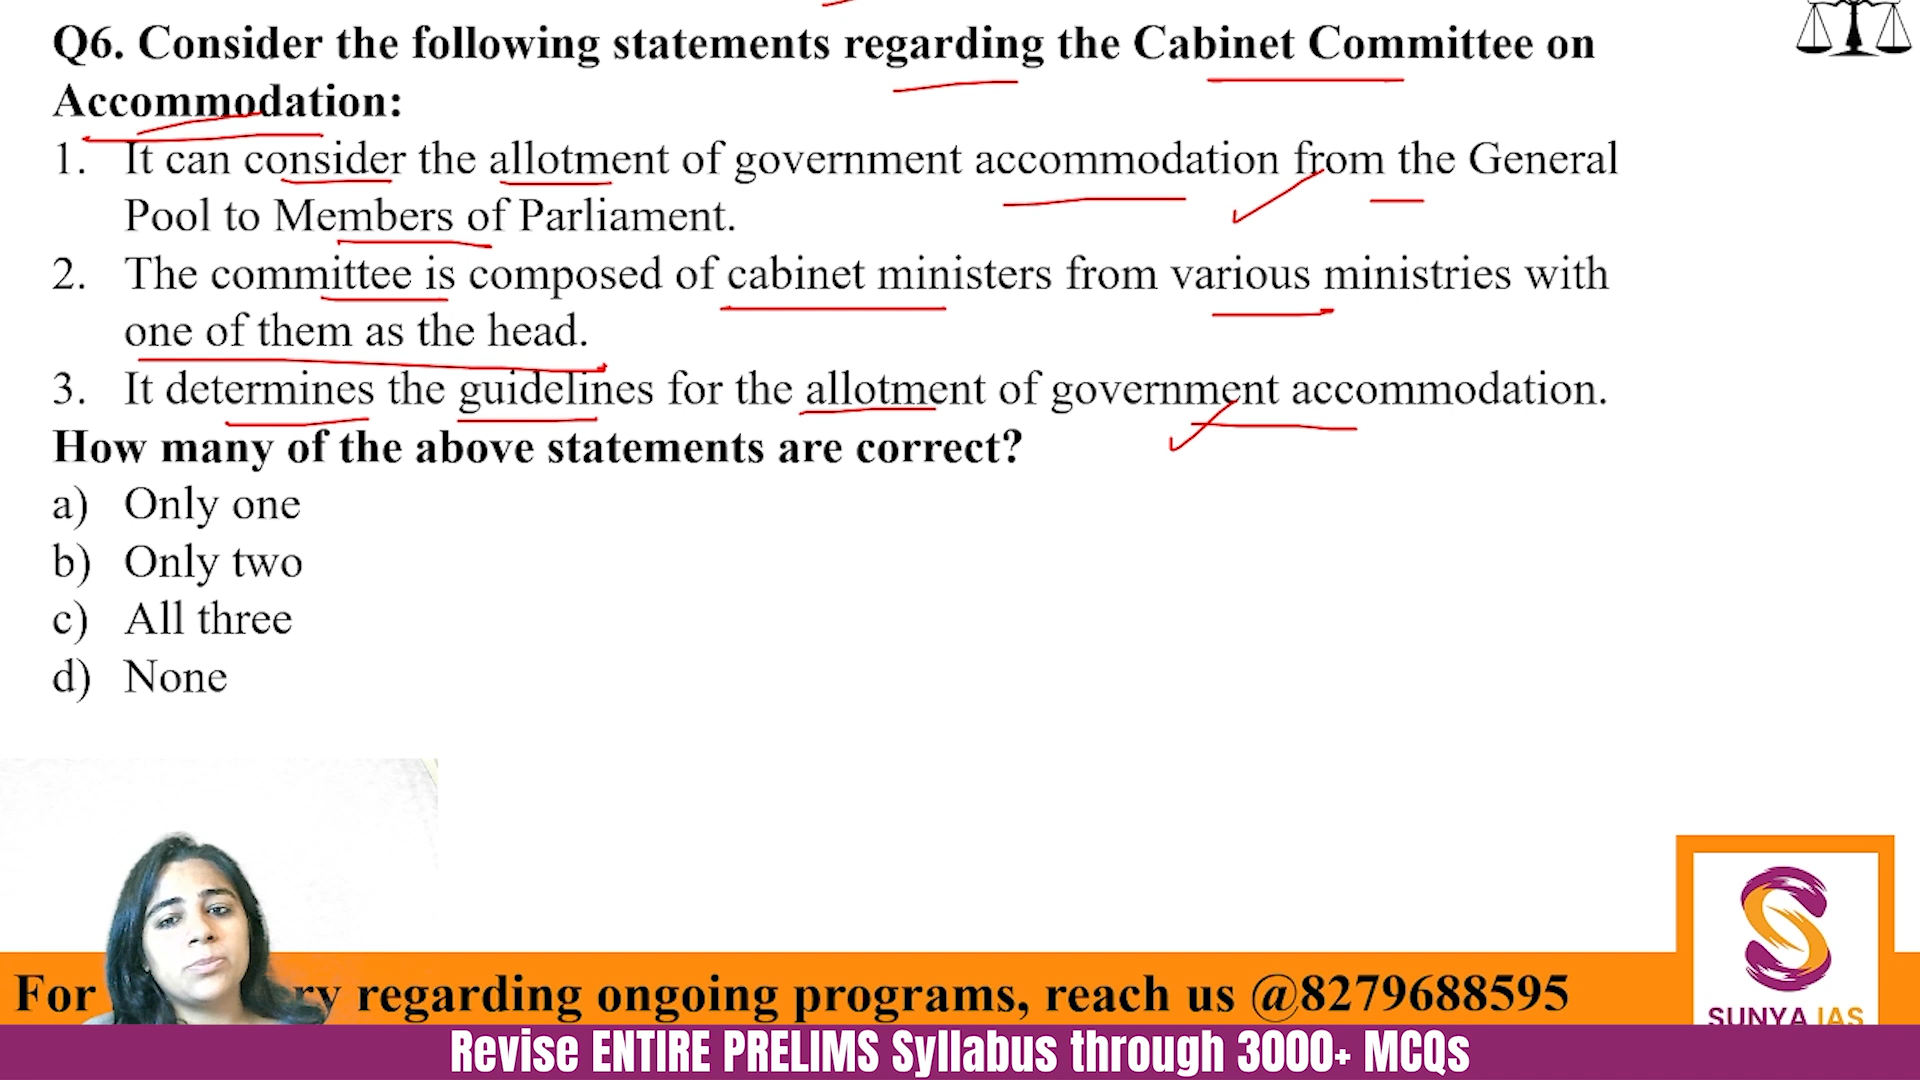 Q6. Consider the following statements regarding the Cabinet Committee on
Accommodation:
1. It can consider the allotment of government accommodation from the General
Pool to Members of Parliament.
2. The committee is composed of cabinet ministers from various ministries with
one of them as the head.
3. It determines the guidelines for the allotment of government accommodation.
How many of the above statements are correct?
a) Only one
b) Only two
c) All three
d) None
For ry regarding ongoing programs, reach us @8279688595
SUNYA IAS
Revise ENTIRE PRELIMS Syllabus through 3000+ MCQs